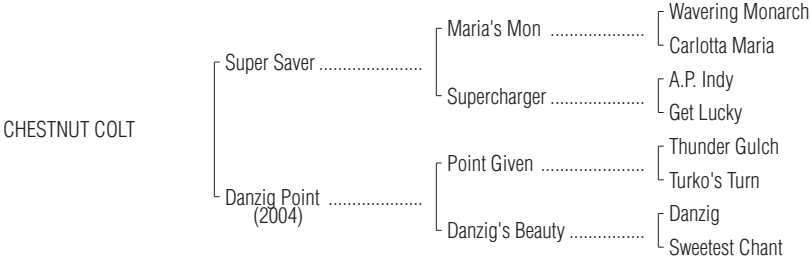 Wavering Monarch
Maria's Mon ....................
Carlotta Maria
Super Saver ......................
A.P. Indy
Supercharger ....................
Get Lucky
CHESTNUT COLT
Thunder Gulch
Point Given ......................
Turko's Turn
Danzig Point ....................
(2004)
Danzig
Danzig's Beauty ................
Sweetest Chant